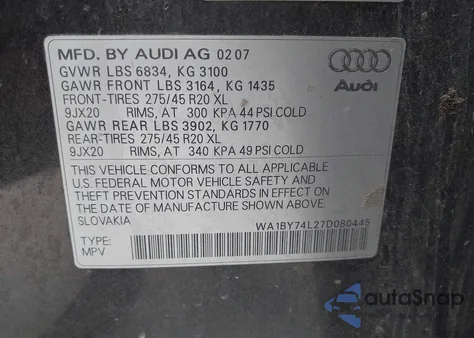 MFD. BY AUDI AG 02 07
GVWR LBS 6834, KG 3100
GAWR FRONT LBS 3164, KG 1435
FRONT-TIRES 275/45 R20 XL
9JX20 RIMS, AT 300 KPA 44 PSI COLD
GAWR REAR LBS 3902, KG 1770
REAR-TIRES 275/45 R20 XL
9JX20 RIMS, AT 340 KPA 49 PSI COLD
THIS VEHICLE CONFORMS TO ALL APPLICABLE
U.S. FEDERAL MOTOR VEHICLE SAFETY AND
THEFT PREVENTION STANDARDS IN EFFECT ON
THE DATE OF MANUFACTURE SHOWN ABOVE.
SLOVAKIA
WA1BY74L27D080445
TYPE:
MPV
Audi
autoSnap